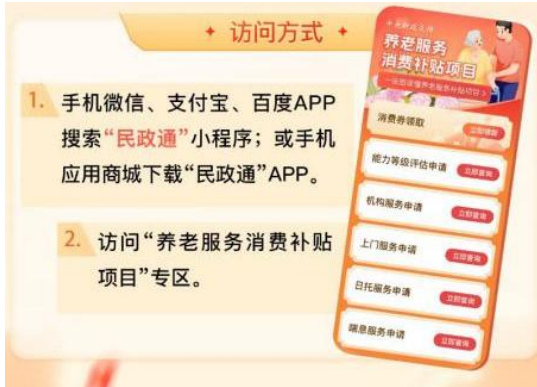 访问方式
1. 手机微信、支付宝、百度APP
搜索“民政通”小程序；或手机
应用商城下载“民政通”APP。
2. 访问“养老服务消费补贴
项目”专区。
养老服务
消费补贴项目
消费券领取
立即领取
能力等级评估申请
立即查询
机构服务申请
立即查询
上门服务申请
立即查询
日托服务申请
立即查询
喘息服务申请
立即查询